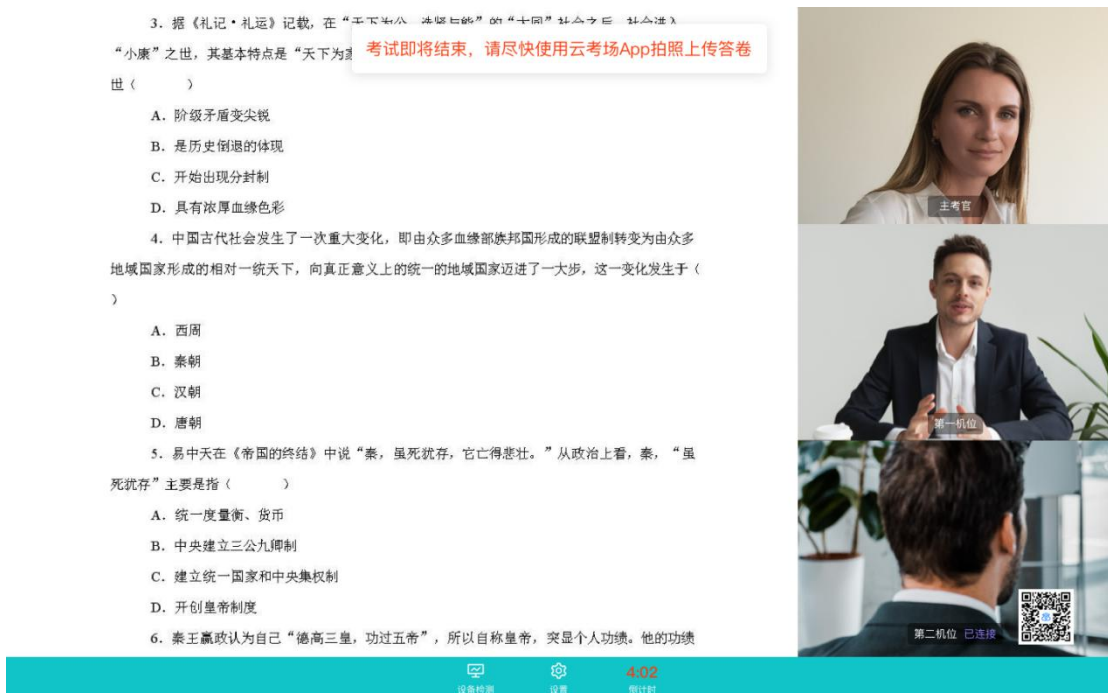 3. 据《礼记·礼运》记载，在“天下为公，选贤与能”的“大同”社会之后，社会进入
“小康”之世，其基本特点是“天下为
考试即将结束，请尽快使用云考场App拍照上传答卷
世（ ）
A. 阶级矛盾变尖锐
B. 是历史倒退的体现
C. 开始出现分封制
D. 具有浓厚血缘色彩
4. 中国古代社会发生了一次重大变化，即由众多血缘部族邦国形成的联盟制转变为由众多
地域国家形成的相对一统天下，向真正意义上的统一的地域国家迈进了一大步，这一变化发生于（
）
A. 西周
B. 秦朝
C. 汉朝
D. 唐朝
5. 易中天在《帝国的终结》中说“秦，虽死犹存，它亡得悲壮。”从政治上看，秦，“虽
死犹存”主要是指（ ）
A. 统一度量衡、货币
B. 中央建立三公九卿制
C. 建立统一国家和中央集权制
D. 开创皇帝制度
6. 秦王嬴政认为自己“德高三皇，功过五帝”，所以自称皇帝，突显个人功绩。他的功绩
主考官
第一机位
第二机位 已连接
设备检测
设置
4:02
倒计时